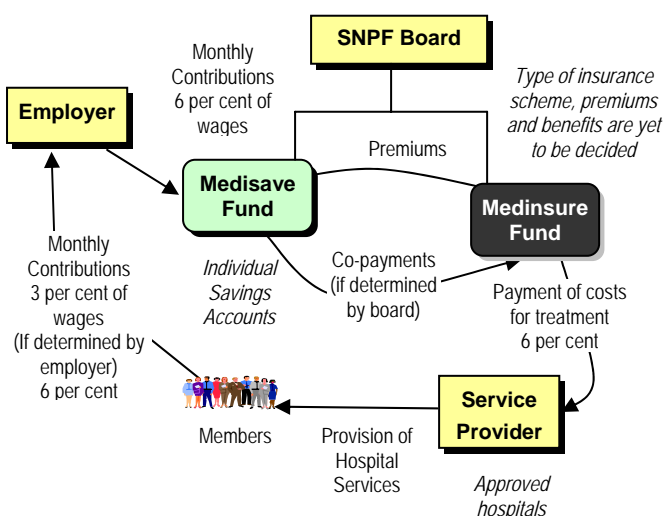 SNPF Board
Monthly
Contributions
6 per cent of
wages
Type of insurance
scheme, premiums
and benefits are yet
to be decided
Employer
Premiums
Medisave
Fund
Medinsure
Fund
Monthly
Contributions
3 per cent of
wages
(If determined by
employer)
6 per cent
Individual
Savings
Accounts
Co-payments
(if determined
by board)
Payment of costs
for treatment
6 per cent
Members
Provision of
Hospital
Services
Service
Provider
Approved
hospitals